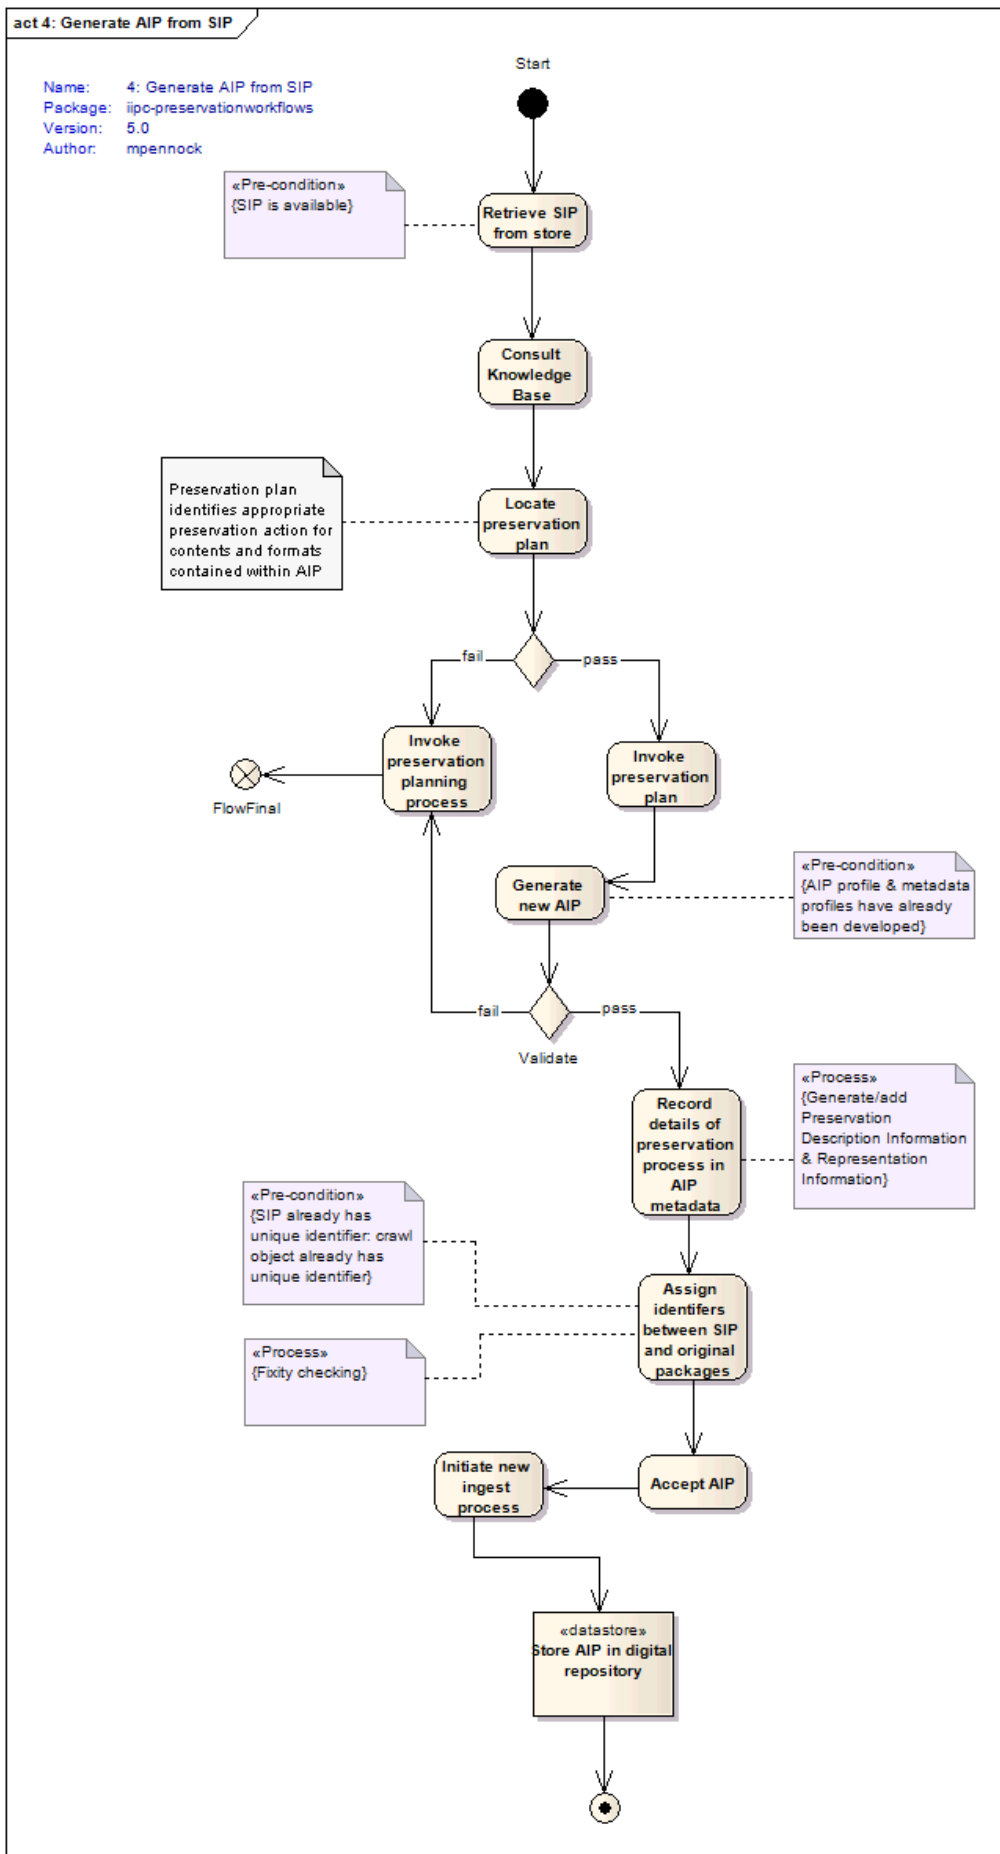 act 4: Generate AIP from SIP
Name: 4: Generate AIP from SIP
Package: iipc-preservationworkflows
Version: 5.0
Author: mpennock
Start
«Pre-condition»
{SIP is available}
Retrieve SIP
from store
Consult
Knowledge
Base
Preservation plan
identifies appropriate
preservation action for
contents and formats
contained within AIP
Locate
preservation
plan
fail
pass
Invoke
preservation
planning
process
Invoke
preservation
plan
FlowFinal
Generate
new AIP
«Pre-condition»
{AIP profile & metadata
profiles have already
been developed}
fail
pass
Validate
Record
details of
preservation
process in
AIP
metadata
«Process»
{Generate/add
Preservation
Description Information
& Representation
Information}
«Pre-condition»
{SIP already has
unique identifier: crawl
object already has
unique identifier}
Assign
identifers
between SIP
and original
packages
«Process»
{Fixity checking}
Initiate new
ingest
process
Accept AIP
«datastore»
Store AIP in digital
repository